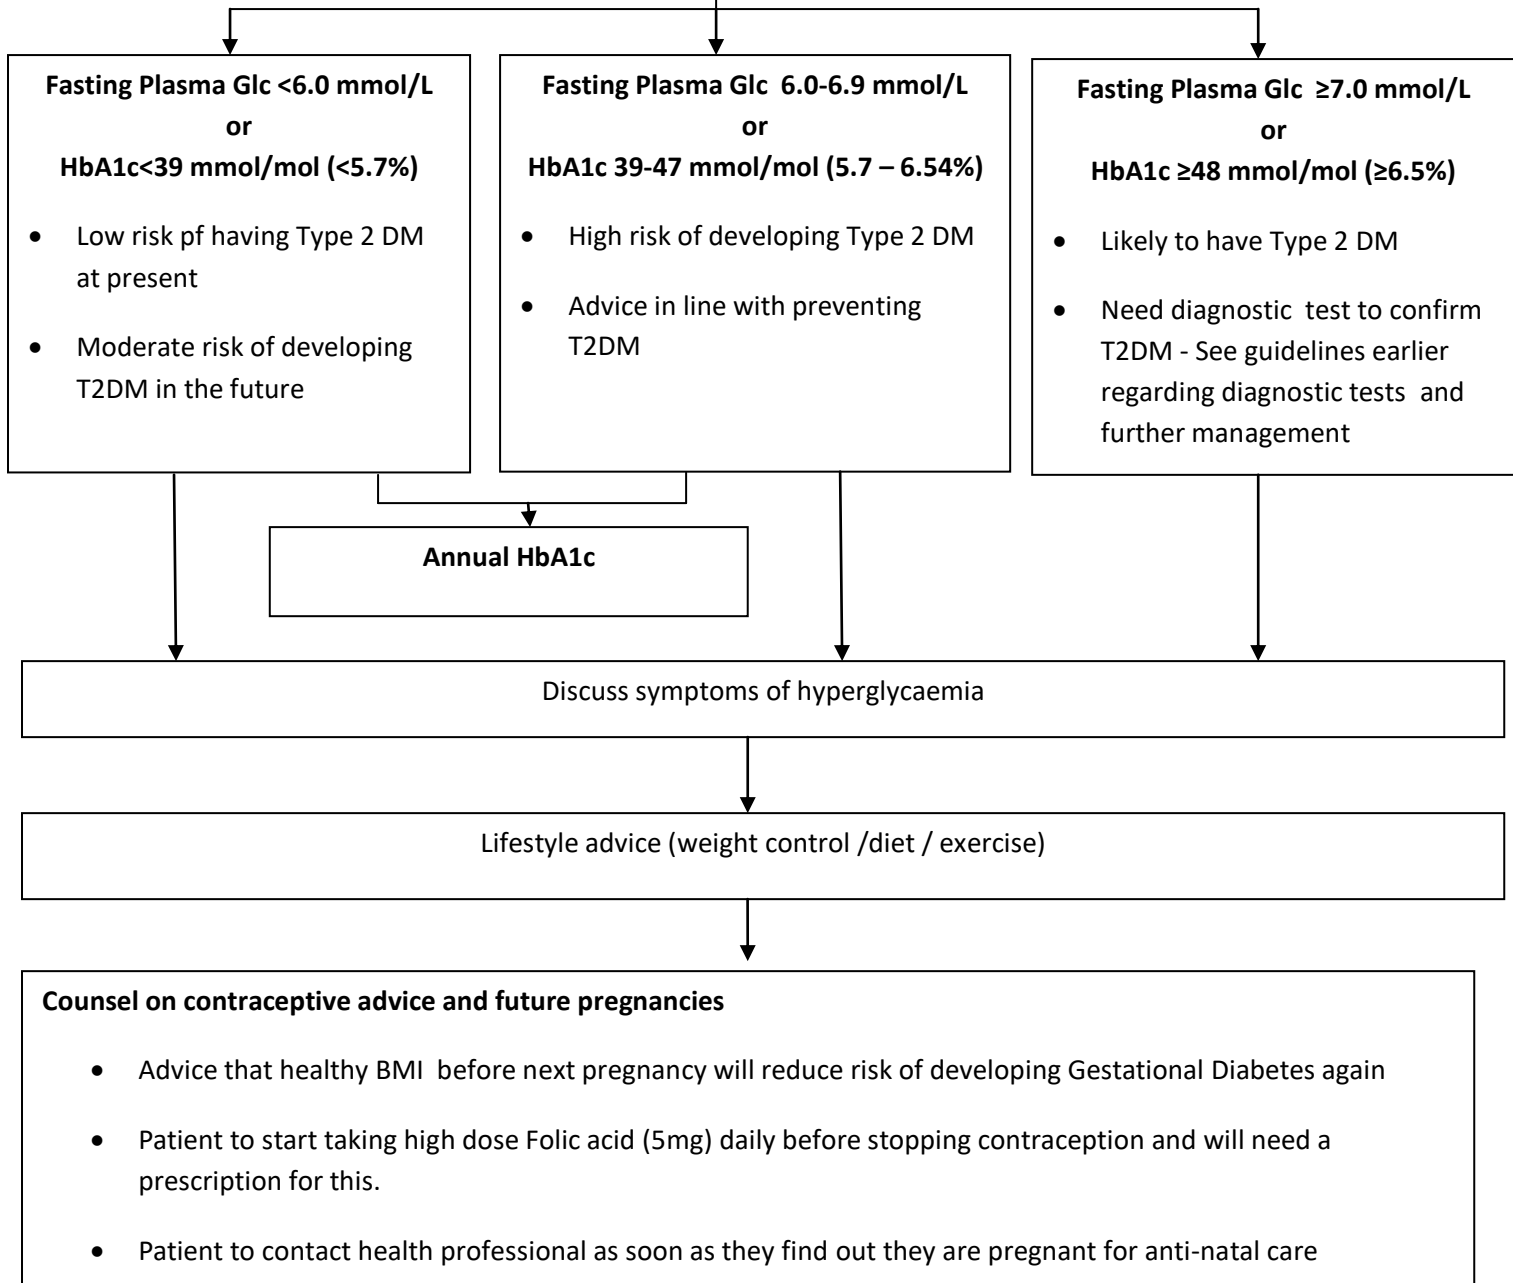 Fasting Plasma Glc <6.0 mmol/L
or
HbA1c<39 mmol/mol (<5.7%)
• Low risk pf having Type 2 DM
at present
• Moderate risk of developing
T2DM in the future
Fasting Plasma Glc  6.0-6.9 mmol/L
or
HbA1c 39-47 mmol/mol (5.7 – 6.54%)
• High risk of developing Type 2 DM
• Advice in line with preventing
T2DM
Fasting Plasma Glc  ≥7.0 mmol/L
or
HbA1c ≥48 mmol/mol (≥6.5%)
• Likely to have Type 2 DM
• Need diagnostic  test to confirm
T2DM - See guidelines earlier
regarding diagnostic tests  and
further management
Annual HbA1c
Discuss symptoms of hyperglycaemia
Lifestyle advice (weight control /diet / exercise)
Counsel on contraceptive advice and future pregnancies
• Advice that healthy BMI  before next pregnancy will reduce risk of developing Gestational Diabetes again
• Patient to start taking high dose Folic acid (5mg) daily before stopping contraception and will need a
prescription for this.
• Patient to contact health professional as soon as they find out they are pregnant for anti-natal care